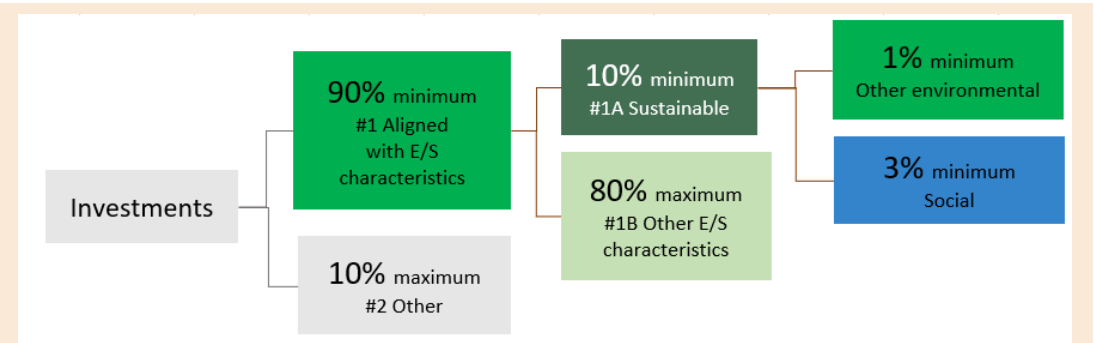 Investments
90% minimum
#1 Aligned
with E/S
characteristics
10% maximum
#2 Other
10% minimum
#1A Sustainable
80% maximum
#1B Other E/S
characteristics
1% minimum
Other environmental
3% minimum
Social